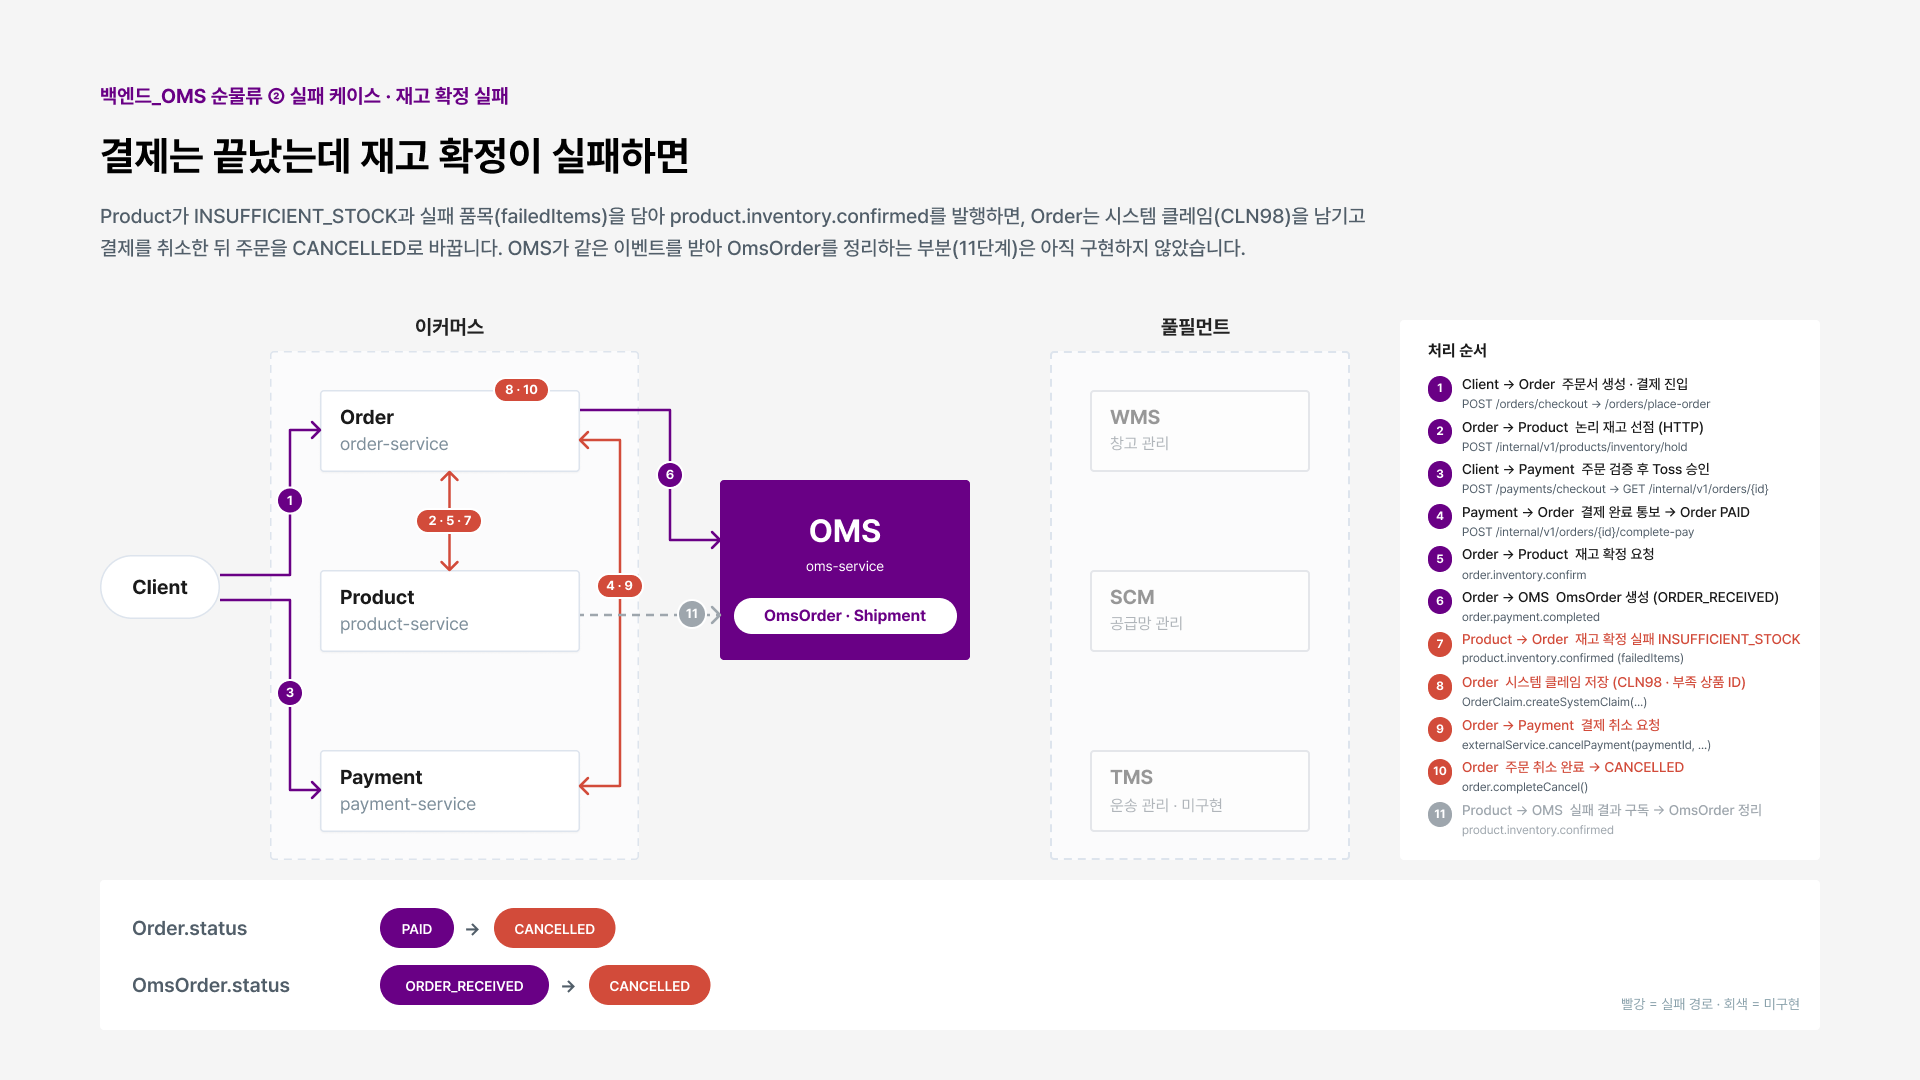 백엔드_OMS 순물류 ② 실패 케이스 · 재고 확정 실패
결제는 끝났는데 재고 확정이 실패하면
Product가 INSUFFICIENT_STOCK과 실패 품목(failedItems)을 담아 product.inventory.confirmed를 발행하면, Order는 시스템 클레임(CLN98)을 남기고
결제를 취소한 뒤 주문을 CANCELLED로 바꿉니다. OMS가 같은 이벤트를 받아 OmsOrder를 정리하는 부분(11단계)은 아직 구현하지 않았습니다.
이커머스
풀필먼트
Client
1
3
8 · 10
Order
order-service
2 · 5 · 7
Product
product-service
4 · 9
Payment
payment-service
6
11
OMS
oms-service
OmsOrder · Shipment
WMS
창고 관리
SCM
공급망 관리
TMS
운송 관리 · 미구현
처리 순서
1 Client → Order 주문서 생성 · 결제 진입
POST /orders/checkout → /orders/place-order
2 Order → Product 논리 재고 선점 (HTTP)
POST /internal/v1/products/inventory/hold
3 Client → Payment 주문 검증 후 Toss 승인
POST /payments/checkout → GET /internal/v1/orders/{id}
4 Payment → Order 결제 완료 통보 → Order PAID
POST /internal/v1/orders/{id}/complete-pay
5 Order → Product 재고 확정 요청
order.inventory.confirm
6 Order → OMS OmsOrder 생성 (ORDER_RECEIVED)
order.payment.completed
7 Product → Order 재고 확정 실패 INSUFFICIENT_STOCK
product.inventory.confirmed (failedItems)
8 Order 시스템 클레임 저장 (CLN98 · 부족 상품 ID)
OrderClaim.createSystemClaim(...)
9 Order → Payment 결제 취소 요청
externalService.cancelPayment(paymentId, ...)
10 Order 주문 취소 완료 → CANCELLED
order.completeCancel()
11 Product → OMS 실패 결과 구독 → OmsOrder 정리
product.inventory.confirmed
Order.status PAID → CANCELLED
OmsOrder.status ORDER_RECEIVED → CANCELLED
빨강 = 실패 경로 · 회색 = 미구현